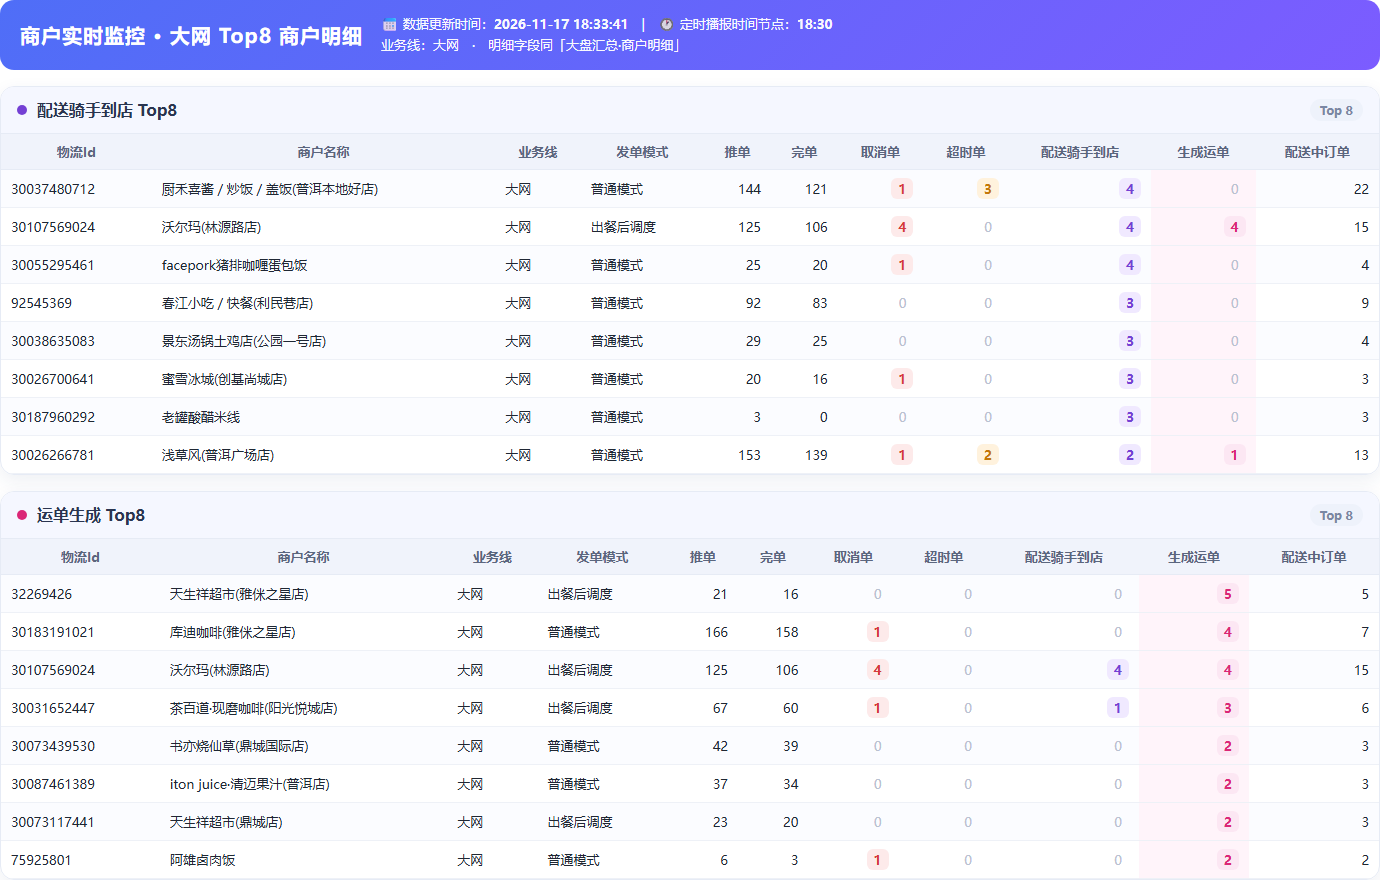 商户实时监控 • 大网 Top8 商户明细
数据更新时间：2026-11-17 18:33:41 | 定时播报时间节点：18:30
业务线：大网 · 明细字段同「大盘汇总·商户明细」
配送骑手到店 Top8 Top 8
物流Id 商户名称 业务线 发单模式 推单 完单 取消单 超时单 配送骑手到店 生成运单 配送中订单
30037480712 厨禾喜酱 / 炒饭 / 盖饭(普洱本地好店) 大网 普通模式 144 121 1 3 4 0 22
30107569024 沃尔玛(林源路店) 大网 出餐后调度 125 106 4 0 4 4 15
30055295461 facepork猪排咖喱蛋包饭 大网 普通模式 25 20 1 0 4 0 4
92545369 春江小吃 / 快餐(利民巷店) 大网 普通模式 92 83 0 0 3 0 9
30038635083 景东汤锅土鸡店(公园一号店) 大网 普通模式 29 25 0 0 3 0 4
30026700641 蜜雪冰城(创基尚城店) 大网 普通模式 20 16 1 0 3 0 3
30187960292 老罐酸醋米线 大网 普通模式 3 0 0 0 3 0 3
30026266781 浅草风(普洱广场店) 大网 普通模式 153 139 1 2 2 1 13
运单生成 Top8 Top 8
物流Id 商户名称 业务线 发单模式 推单 完单 取消单 超时单 配送骑手到店 生成运单 配送中订单
32269426 天生祥超市(雅侎之星店) 大网 出餐后调度 21 16 0 0 0 5 5
30183191021 库迪咖啡(雅侎之星店) 大网 普通模式 166 158 1 0 0 4 7
30107569024 沃尔玛(林源路店) 大网 出餐后调度 125 106 4 0 4 4 15
30031652447 茶百道·现磨咖啡(阳光悦城店) 大网 出餐后调度 67 60 1 0 1 3 6
30073439530 书亦烧仙草(鼎城国际店) 大网 普通模式 42 39 0 0 0 2 3
30087461389 iton juice·清迈果汁(普洱店) 大网 普通模式 37 34 0 0 0 2 3
30073117441 天生祥超市(鼎城店) 大网 出餐后调度 23 20 0 0 0 2 3
75925801 阿雄卤肉饭 大网 普通模式 6 3 1 0 0 2 2